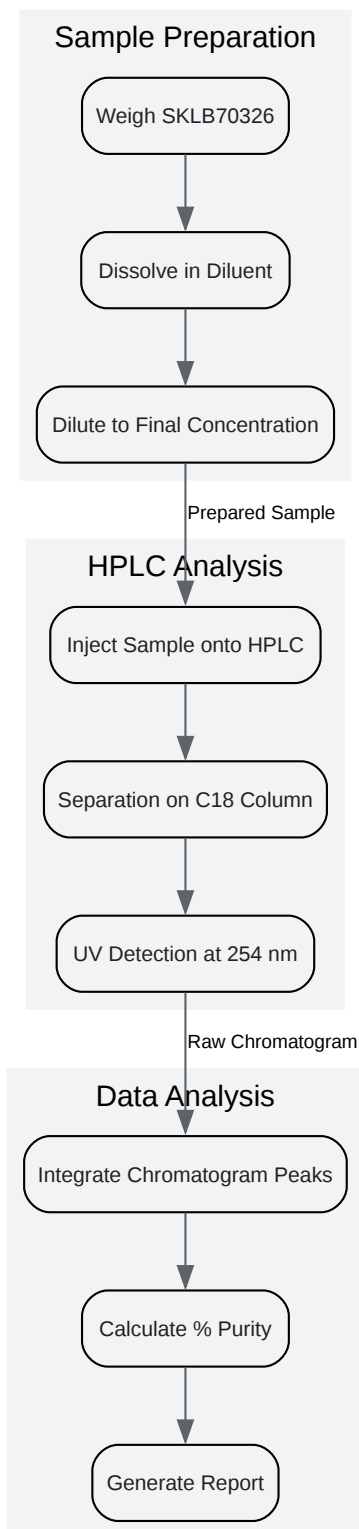 Sample Preparation
Weigh SKLB70326
Dissolve in Diluent
Dilute to Final Concentration
Prepared Sample
HPLC Analysis
Inject Sample onto HPLC
Separation on C18 Column
UV Detection at 254 nm
Raw Chromatogram
Data Analysis
Integrate Chromatogram Peaks
Calculate % Purity
Generate Report